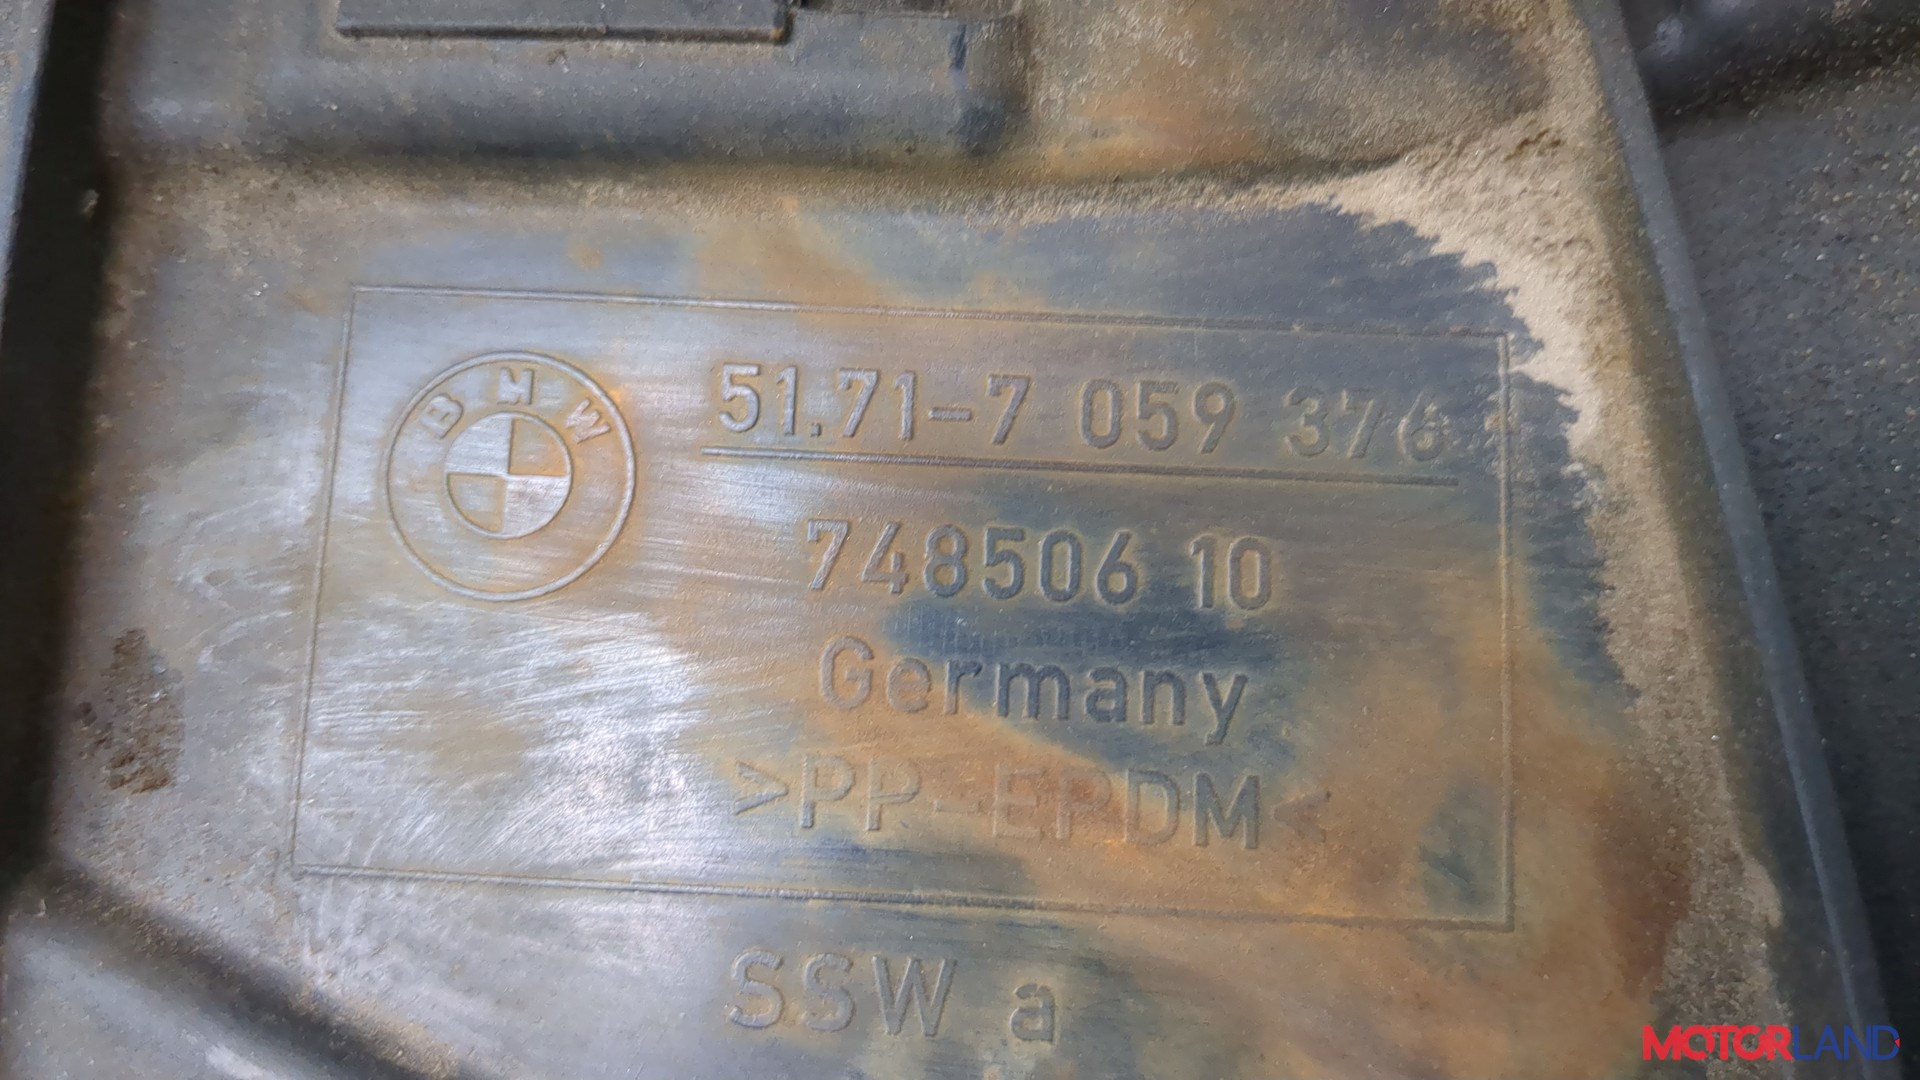 BMW
51.71-7 059 376
748506 10
Germany
>PP-EPDM<
SSW a
MOTORLAND